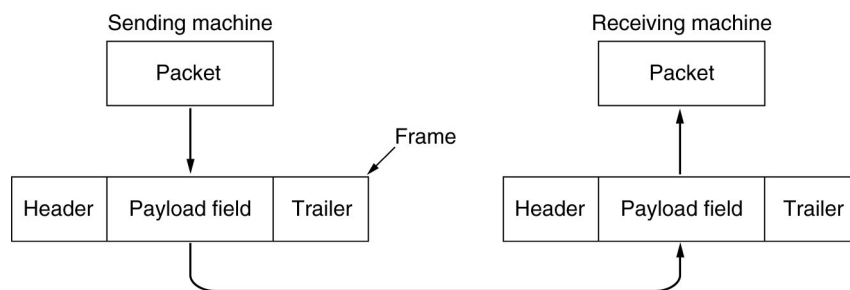 Sending machine
Receiving machine
Packet
Packet
Frame
Header
Payload field
Trailer
Header
Payload field
Trailer